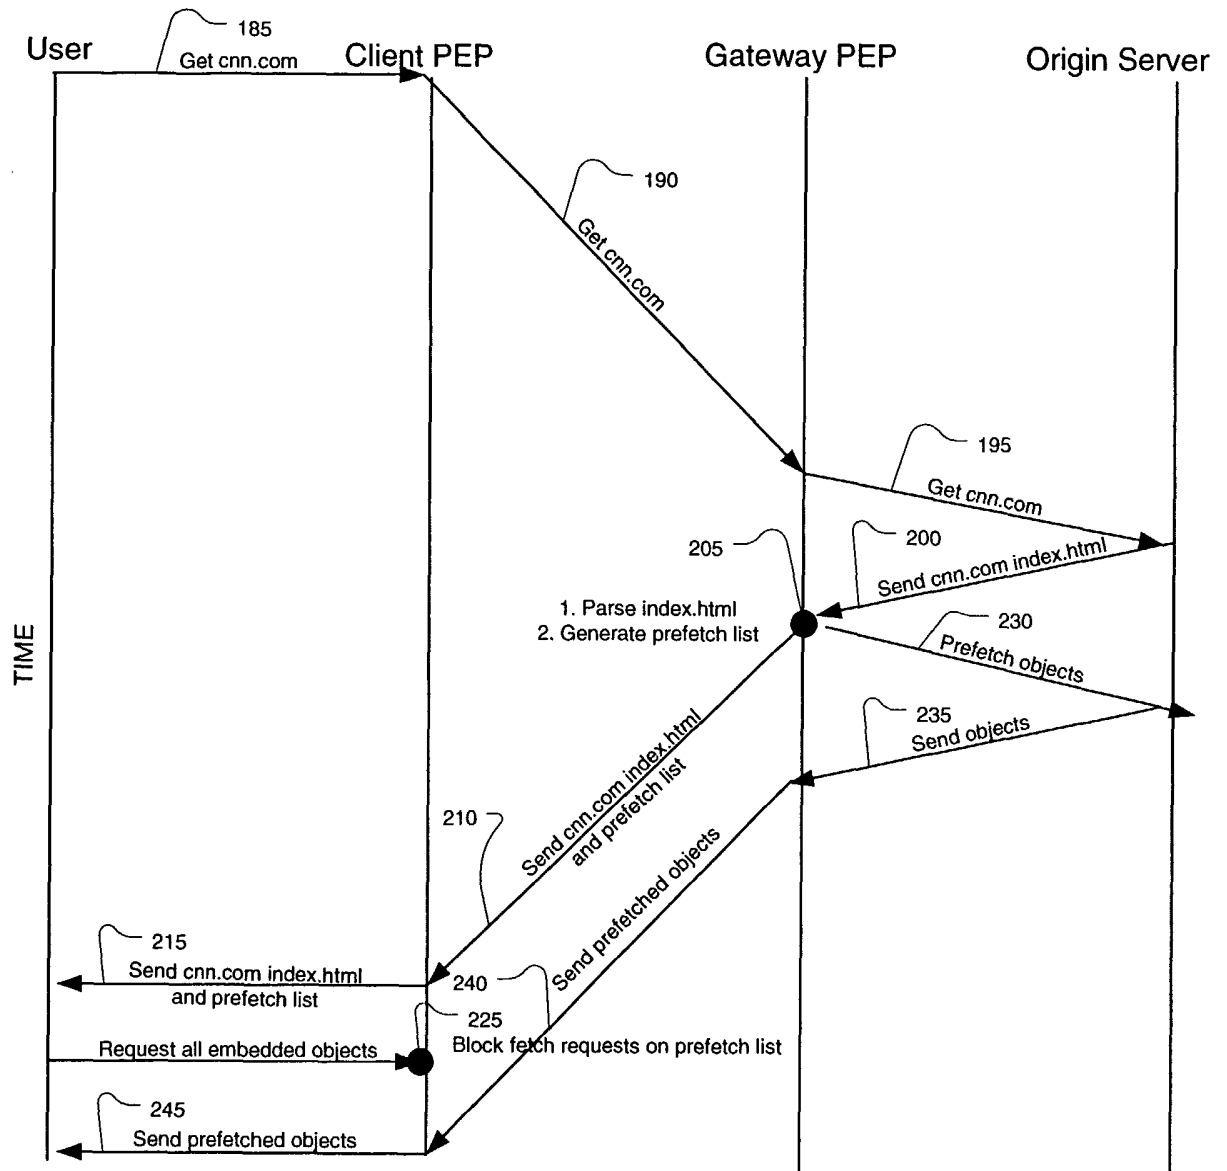 185
User
Client PEP
Gateway PEP
Origin Server
Get cnn.com
190
Get cnn.com
195
Get cnn.com
200
Send cnn.com index.html
205
1. Parse index.html
2. Generate prefetch list
230
Prefetch objects
TIME
235
Send objects
Send cnn.com index.html
and prefetch list
210
Send prefetched objects
215
Send cnn.com index.html
and prefetch list
240
225
Block fetch requests on prefetch list
Request all embedded objects
245
Send prefetched objects